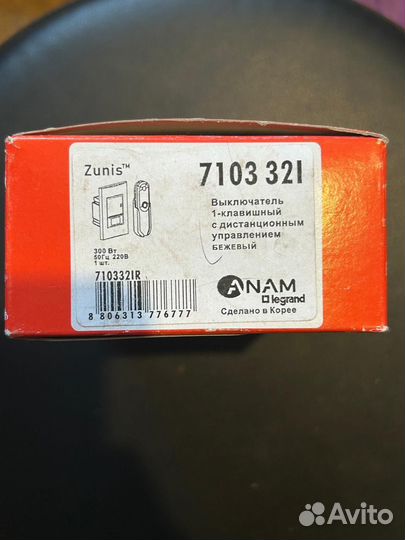 Zunis™
7103 32I
Выключатель
1-клавишный
с дистанционным
управлением
БЕЖЕВЫЙ
300 Вт
50Гц 220В
1 шт.
710332IR
8 806313 776777
ANAM
legrand
Сделано в Корее
Avito